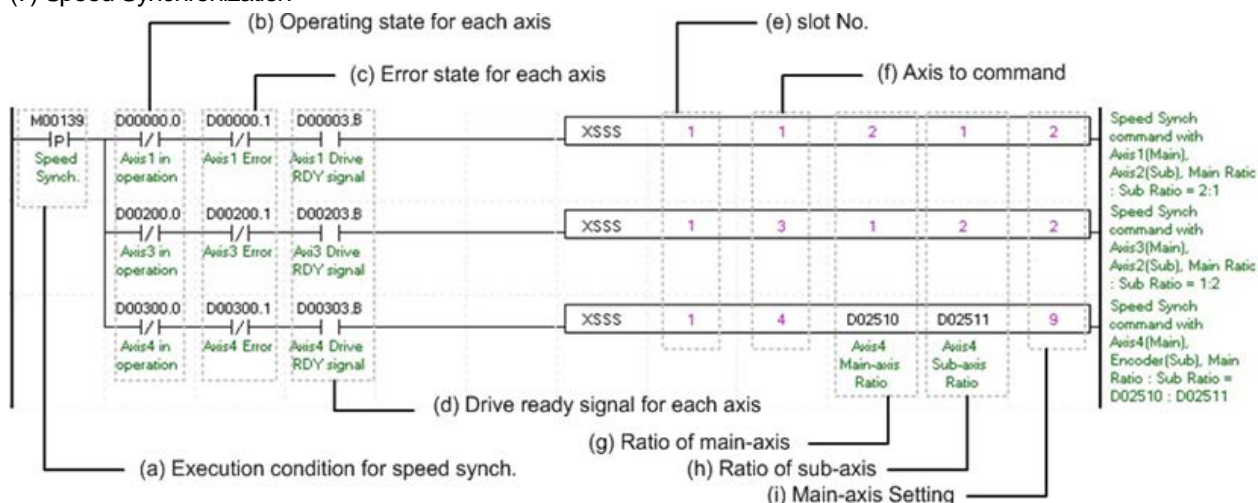 (b) Operating state for each axis
(e) slot No.
(c) Error state for each axis
(f) Axis to command
M00139
D00000.0
D00000.1
D00003.B
P
Speed
Synch.
Axis1 in
operation
Axis1 Error
Axis1 Drive
RDY signal
XSSS 1 1 2 1 2
Speed Synch
command with
Axis1(Main),
Axis2(Sub), Main Ratio
: Sub Ratio = 2:1
D00200.0
D00200.1
D00203.B
Axis3 in
operation
Axis3 Error
Axi3 Drive
RDY signal
XSSS 1 3 1 2 2
Speed Synch
command with
Axis3(Main),
Axis2(Sub), Main Ratio
: Sub Ratio = 1:2
D00300.0
D00300.1
D00303.B
Axis4 in
operation
Axis4 Error
Axis4 Drive
RDY signal
XSSS 1 4 D02510 D02511 9
Axis4
Main-axis
Ratio
Axis4
Sub-axis
Ratio
Speed Synch
command with
Axis4(Main),
Encoder(Sub), Main
Ratio : Sub Ratio =
D02510 : D02511
(d) Drive ready signal for each axis
(g) Ratio of main-axis
(a) Execution condition for speed synch.
(h) Ratio of sub-axis
(i) Main-axis Setting